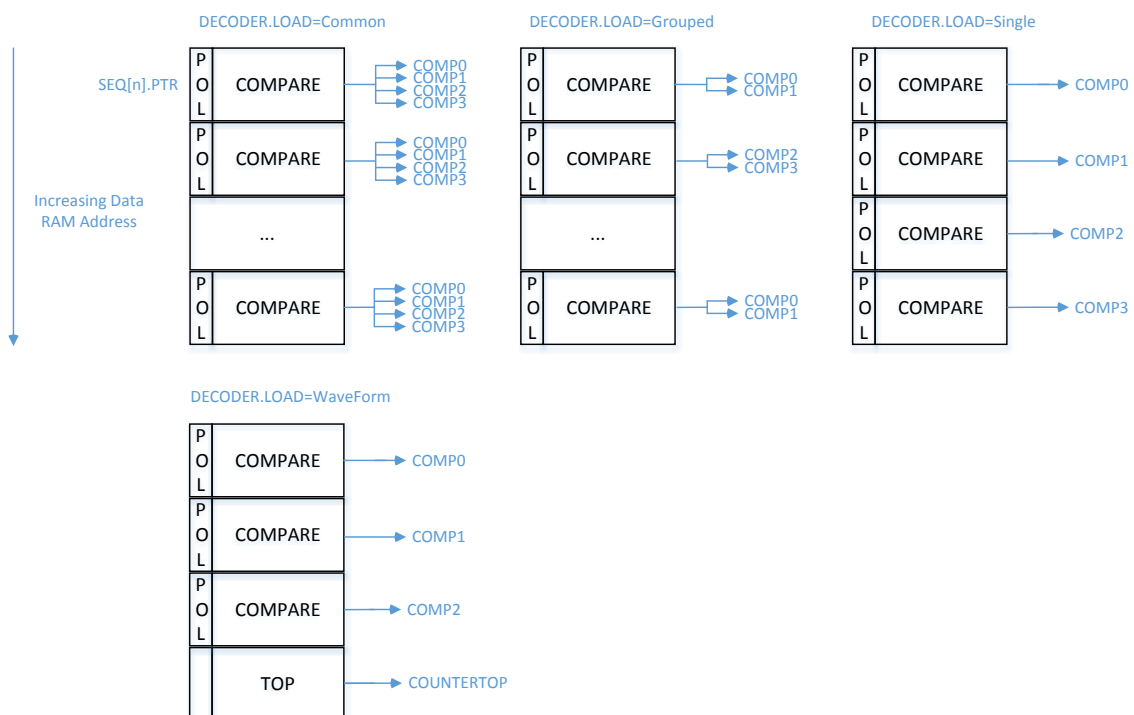 DECODER.LOAD=Common
SEQ[n].PTR
Increasing Data
RAM Address
P
O
L
COMPARE
COMP0
COMP1
COMP2
COMP3
P
O
L
COMPARE
COMP0
COMP1
COMP2
COMP3
...
P
O
L
COMPARE
COMP0
COMP1
COMP2
COMP3
DECODER.LOAD=Grouped
P
O
L
COMPARE
COMP0
COMP1
P
O
L
COMPARE
COMP2
COMP3
...
P
O
L
COMPARE
COMP0
COMP1
DECODER.LOAD=Single
P
O
L
COMPARE
COMP0
P
O
L
COMPARE
COMP1
P
O
L
COMPARE
COMP2
P
O
L
COMPARE
COMP3
DECODER.LOAD=WaveForm
P
O
L
COMPARE
COMP0
P
O
L
COMPARE
COMP1
P
O
L
COMPARE
COMP2
TOP
COUNTERTOP